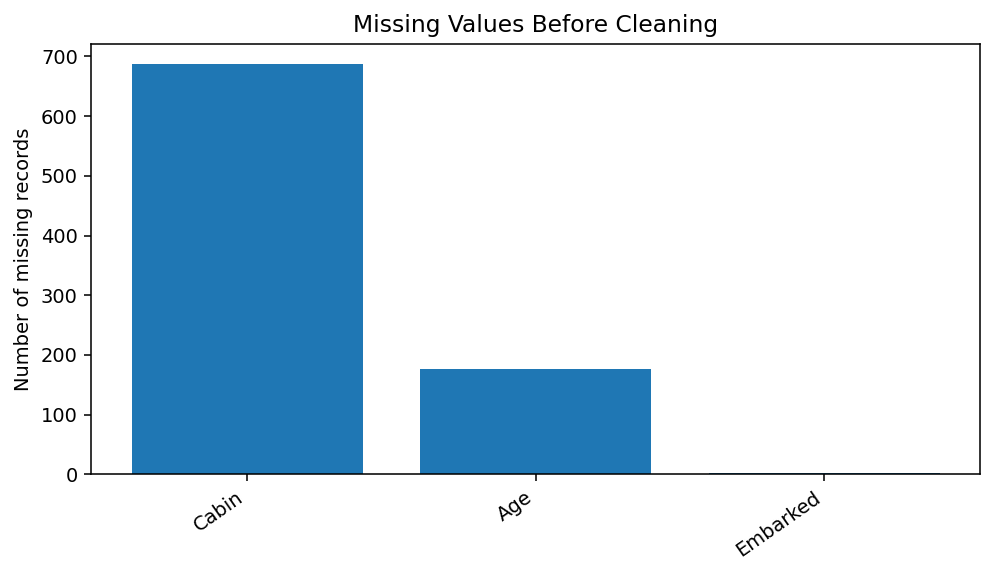 Missing Values Before Cleaning
Number of missing records
700
600
500
400
300
200
100
0
Cabin
Age
Embarked